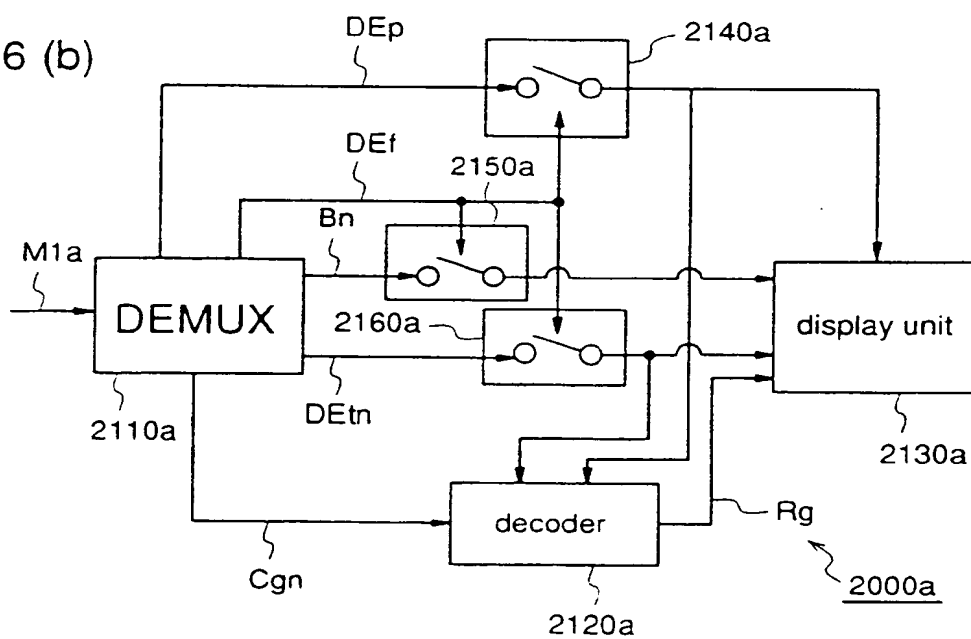 6 (b)
DEp
2140a
DEf
2150a
Bn
M1a
DEMUX
2160a
display unit
DEtn
2110a
2130a
decoder
Rg
Cgn
2000a
2120a